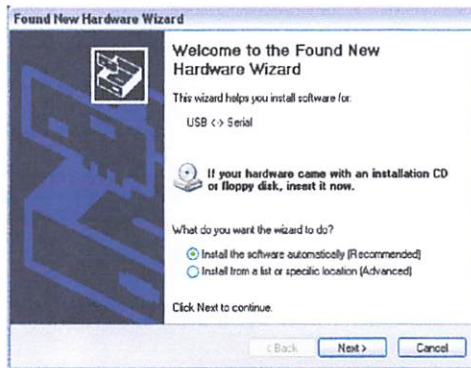 Found New Hardware Wizard
Welcome to the Found New
Hardware Wizard
This wizard helps you install software for:
USB <-> Serial
If your hardware came with an installation CD
or floppy disk, insert it now.
What do you want the wizard to do?
Install the software automatically (Recommended)
Install from a list or specific location (Advanced)
Click Next to continue.
< Back Next > Cancel